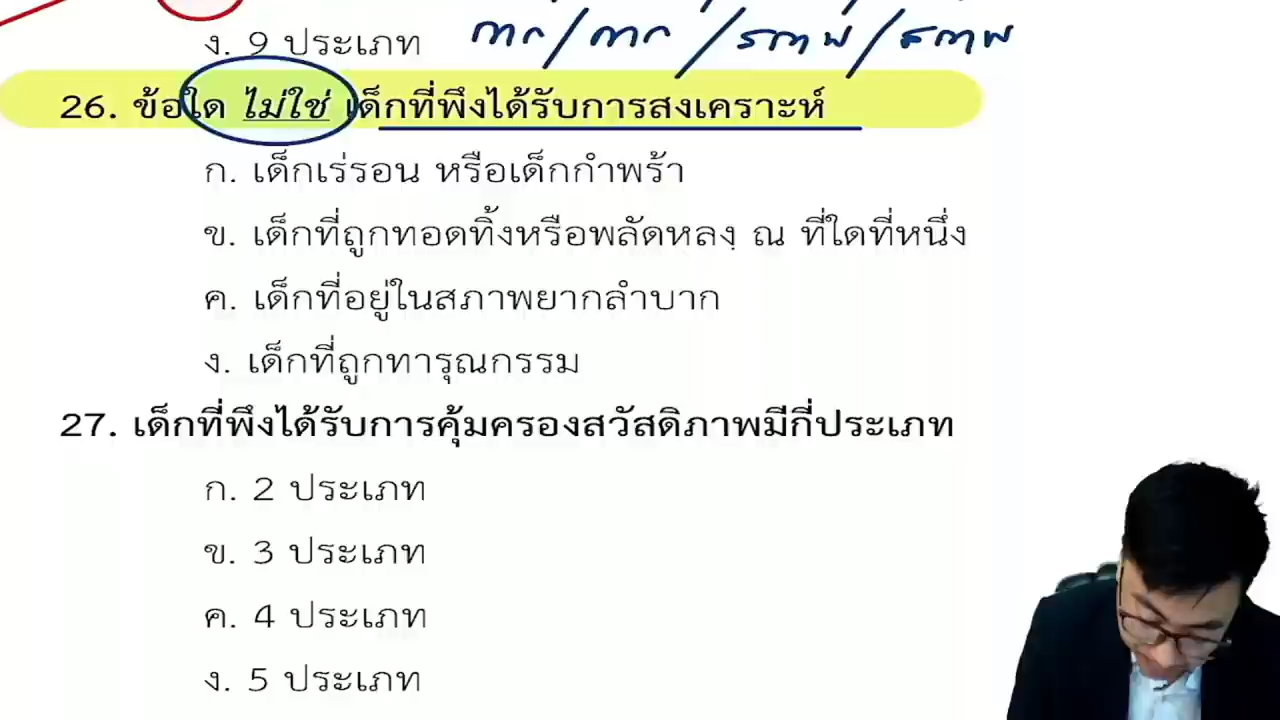 ง. 9 ประเภท
26. ข้อใด ไม่ใช่ เด็กที่พึงได้รับการสงเคราะห์
ก. เด็กเร่รอน หรือเด็กกำพร้า
ข. เด็กที่ถูกทอดทิ้งหรือพลัดหลงฺ ณ ที่ใดที่หนึ่ง
ค. เด็กที่อยู่ในสภาพยากลำบาก
ง. เด็กที่ถูกทารุณกรรม
27. เด็กที่พึงได้รับการคุ้มครองสวัสดิภาพมีกี่ประเภท
ก. 2 ประเภท
ข. 3 ประเภท
ค. 4 ประเภท
ง. 5 ประเภท